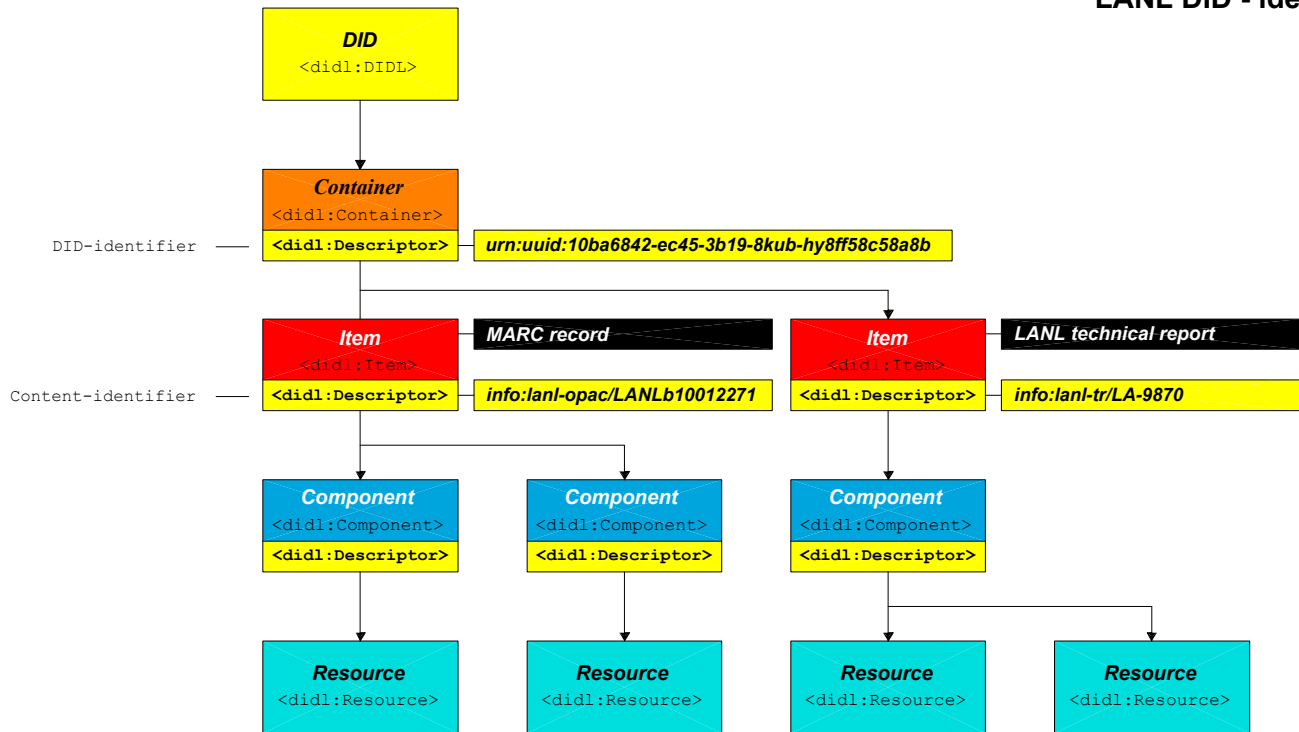 LANL DID -
DID
<didl:DIDL>
Container
<didl:Container>
DID-identifier
<didl:Descriptor>
urn:uuid:10ba6842-ec45-3b19-8kub-hy8ff58c58a8b
Item
<didl:Item>
MARC record
Item
<didl:Item>
LANL technical report
Content-identifier
<didl:Descriptor>
info:lanl-opac/LANLb10012271
<didl:Descriptor>
info:lanl-tr/LA-9870
Component
<didl:Component>
<didl:Descriptor>
Component
<didl:Component>
<didl:Descriptor>
Component
<didl:Component>
<didl:Descriptor>
Resource
<didl:Resource>
Resource
<didl:Resource>
Resource
<didl:Resource>
Resource
<didl:Resource>